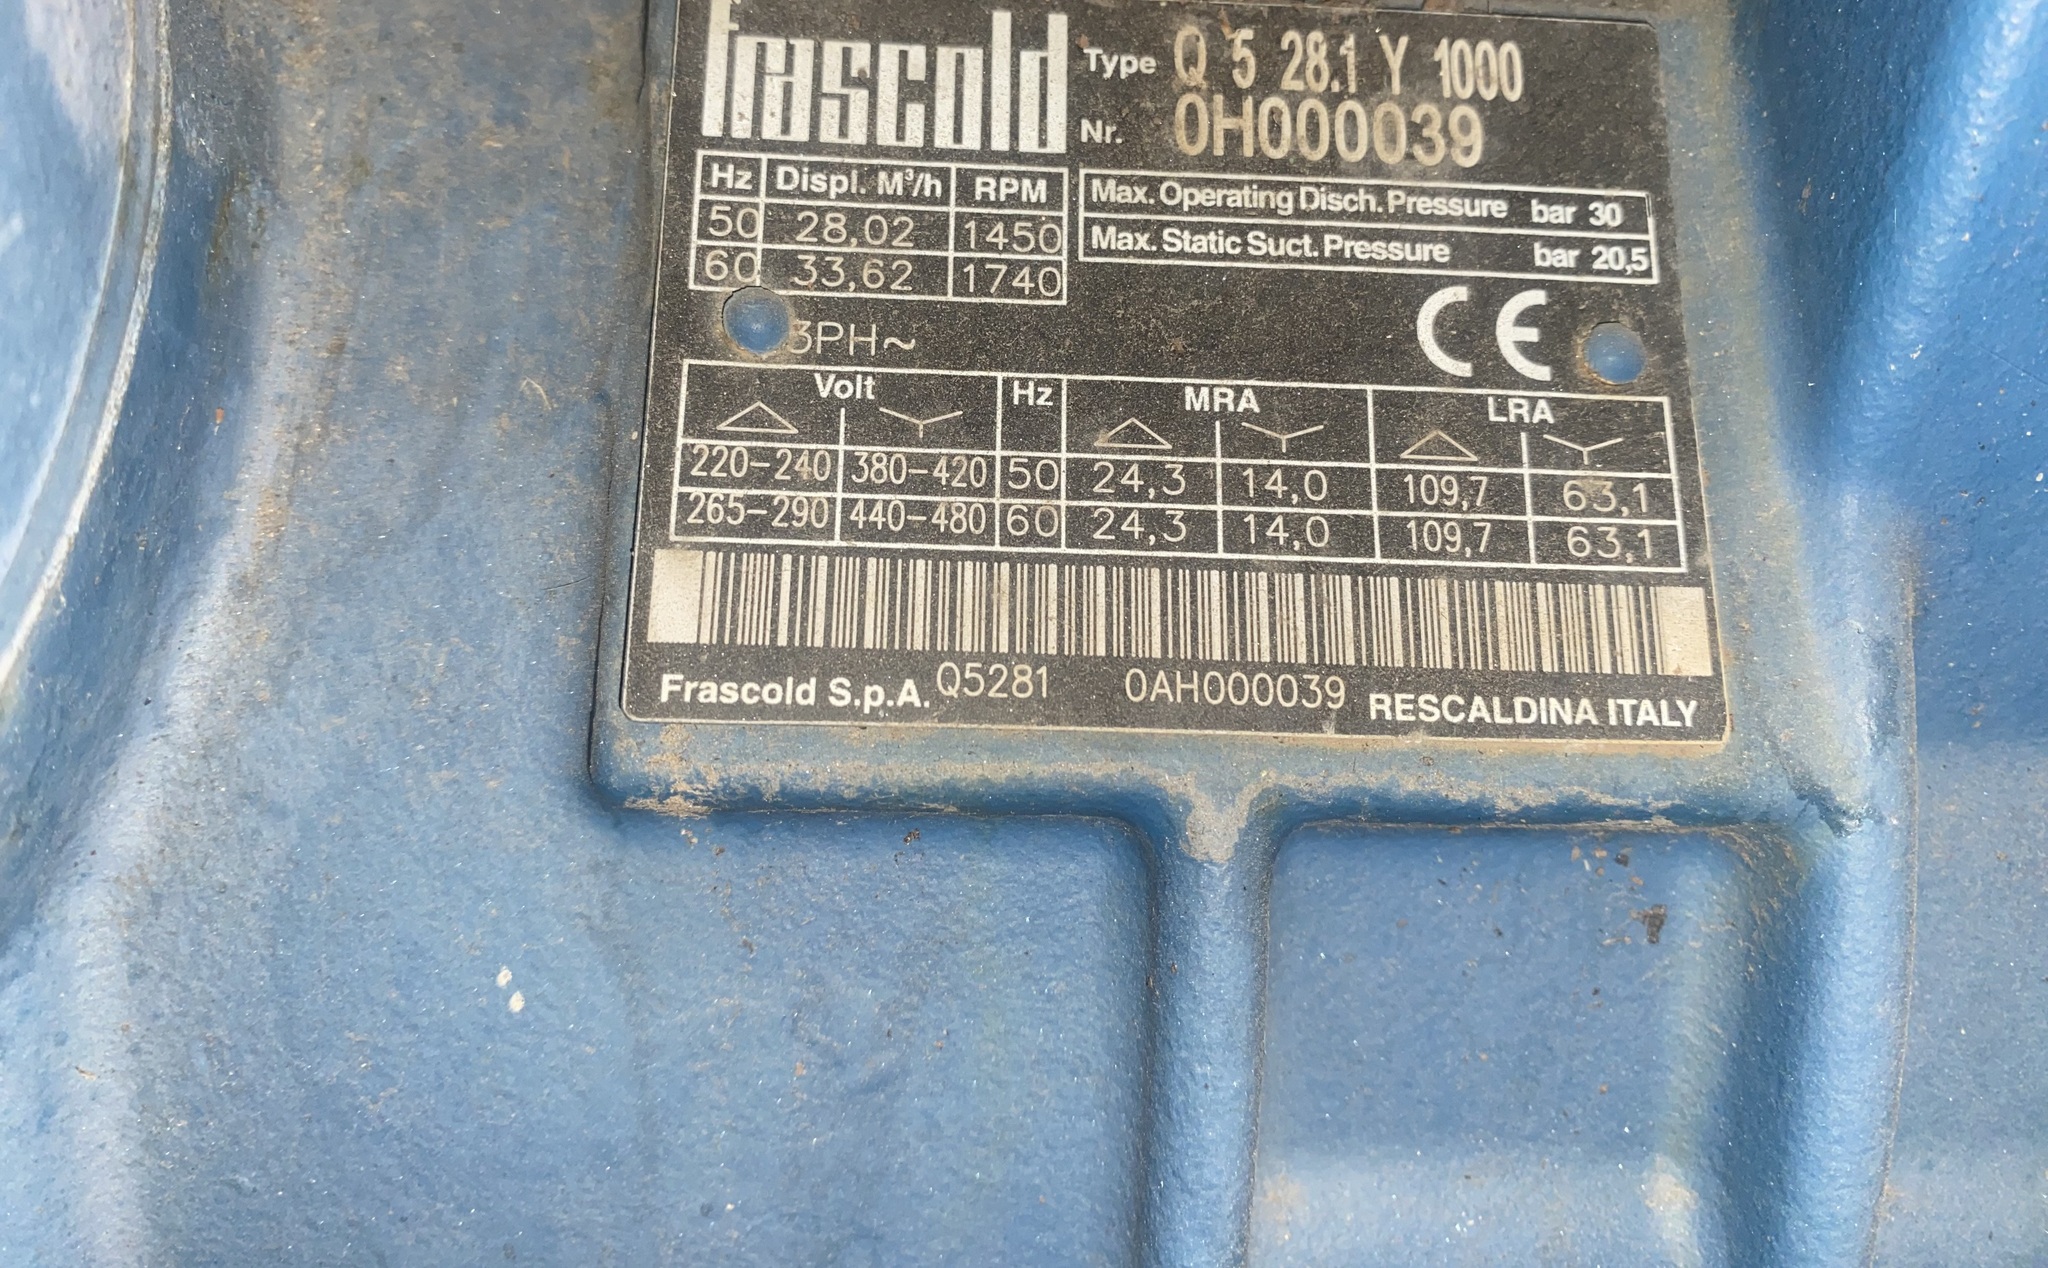 frascold
Type Q 5 28.1 Y 1000
Nr. 0H000039
Hz Displ. M³/h RPM
50 28,02 1450
60 33,62 1740
Max. Operating Disch. Pressure bar 30
Max. Static Suct. Pressure bar 20,5
3PH~
CE
Volt Hz MRA LRA
220-240 380-420 50 24,3 14,0 109,7 63,1
265-290 440-480 60 24,3 14,0 109,7 63,1
Frascold S.p.A. Q5281 0AH000039 RESCALDINA ITALY